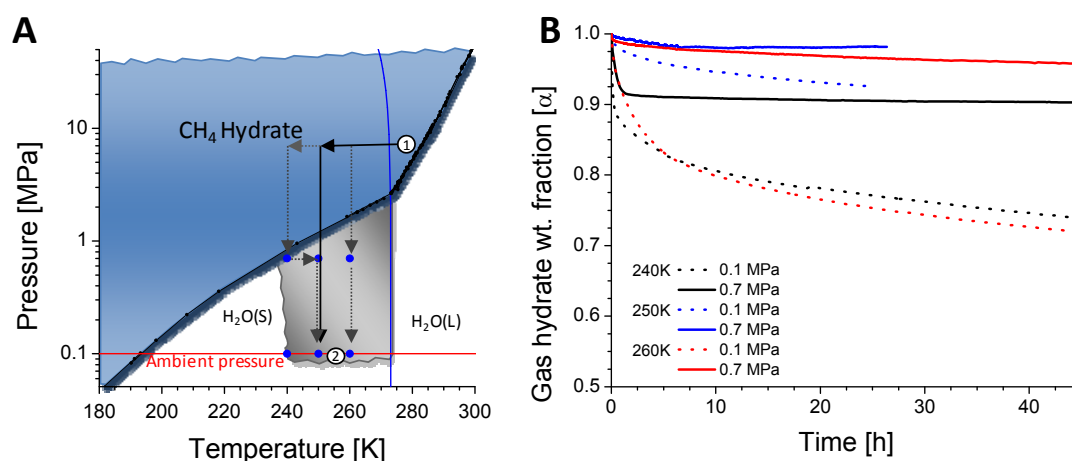 A
Pressure [MPa]
10
1
0.1
CH₄ Hydrate
1
H₂O(S)
H₂O(L)
Ambient pressure
2
180 200 220 240 260 280 300
Temperature [K]
B
Gas hydrate wt. fraction [α]
1.0
0.9
0.8
0.7
0.6
0.5
240K 0.1 MPa
0.7 MPa
250K 0.1 MPa
0.7 MPa
260K 0.1 MPa
0.7 MPa
0 10 20 30 40
Time [h]